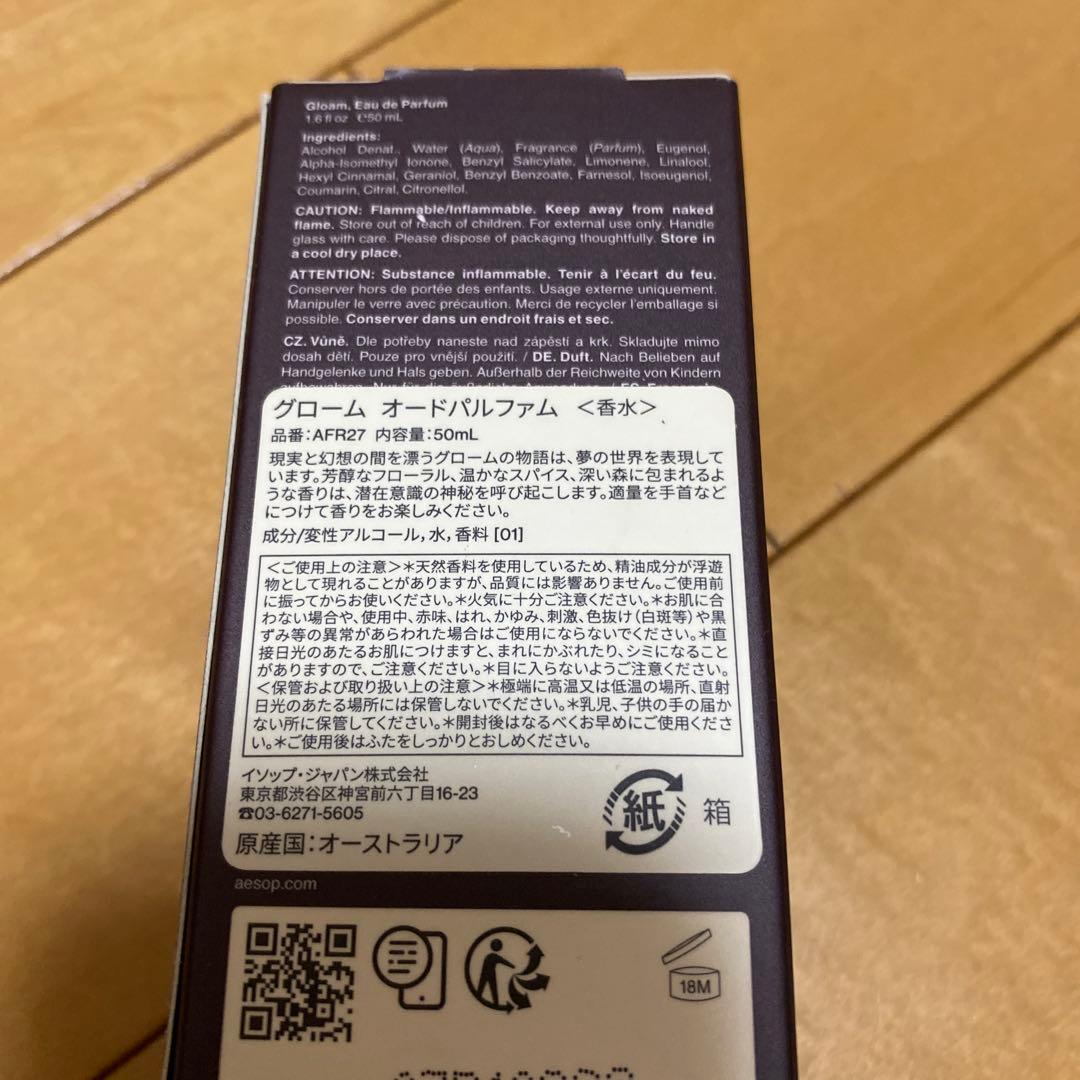 Gloam, Eau de Parfum
1.6 fl oz ℮50 mL
Ingredients:
Alcohol Denat., Water (Aqua), Fragrance (Parfum), Eugenol,
Alpha-Isomethyl Ionone, Benzyl Salicylate, Limonene, Linalool,
Hexyl Cinnamal, Geraniol, Benzyl Benzoate, Farnesol, Isoeugenol,
Coumarin, Citral, Citronellol.
CAUTION: Flammable/Inflammable. Keep away from naked
flame. Store out of reach of children. For external use only. Handle
glass with care. Please dispose of packaging thoughtfully. Store in
a cool dry place.
ATTENTION: Substance inflammable. Tenir à l'écart du feu.
Conserver hors de portée des enfants. Usage externe uniquement.
Manipuler le verre avec précaution. Merci de recycler l'emballage si
possible. Conserver dans un endroit frais et sec.
CZ. Vůně. Dle potřeby naneste nad zápěstí a krk. Skladujte mimo
dosah dětí. Pouze pro vnější použití. / DE. Duft. Nach Belieben auf
Handgelenke und Hals geben. Außerhalb der Reichweite von Kindern
グローム オードパルファム <香水>
品番:AFR27 内容量:50mL
現実と幻想の間を漂うグロームの物語は、夢の世界を表現して
います。芳醇なフローラル、温かなスパイス、深い森に包まれる
ような香りは、潜在意識の神秘を呼び起こします。適量を手首など
につけて香りをお楽しみください。
成分/変性アルコール, 水, 香料 [01]
<ご使用上の注意>*天然香料を使用しているため、精油成分が浮遊
物として現れることがありますが、品質には影響ありません。ご使用前
に振ってからお使いください。*火気に十分ご注意ください。*お肌に合
わない場合や、使用中、赤味、はれ、かゆみ、刺激、色抜け(白斑等)や黒
ずみ等の異常があらわれた場合はご使用にならないでください。*直
接日光のあたるお肌につけますと、まれにかぶれたり、シミになること
がありますので、ご注意ください。*目に入らないようご注意ください。
<保管および取り扱い上の注意>*極端に高温又は低温の場所、直射
日光のあたる場所には保管しないでください。*乳児、子供の手の届か
ない所に保管してください。*開封後はなるべくお早めにご使用くださ
い。*ご使用後はふたをしっかりとおしめください。
イソップ・ジャパン株式会社
東京都渋谷区神宮前六丁目16-23
☎03-6271-5605
原産国:オーストラリア
紙 箱
aesop.com
18M